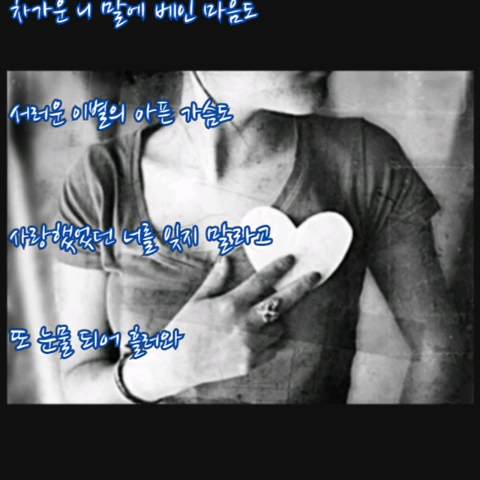 차가운 니 말에 베인 마음도
서러운 이별의 아픈 가슴도
사랑했었던 너를 잊지 말라고
또 눈물 되어 흘러와